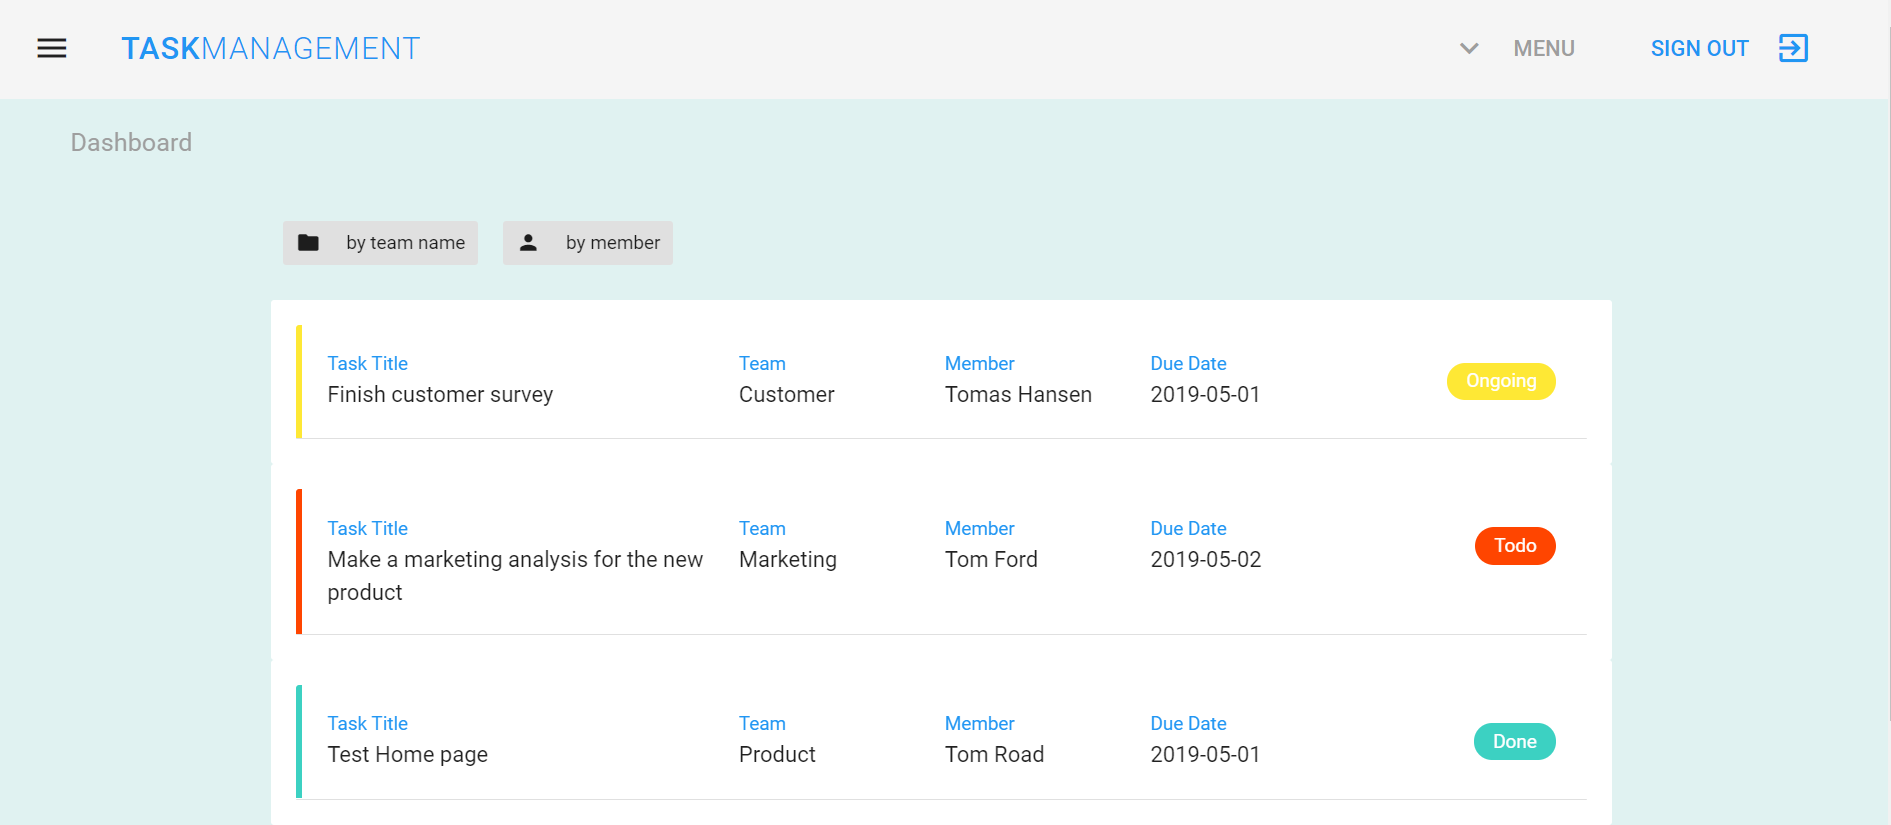 TASKMANAGEMENT
MENU
SIGN OUT
Dashboard
by team name
by member
Task Title
Team
Member
Due Date
Finish customer survey
Customer
Tomas Hansen
2019-05-01
Ongoing
Task Title
Team
Member
Due Date
Make a marketing analysis for the new
product
Marketing
Tom Ford
2019-05-02
Todo
Task Title
Team
Member
Due Date
Test Home page
Product
Tom Road
2019-05-01
Done